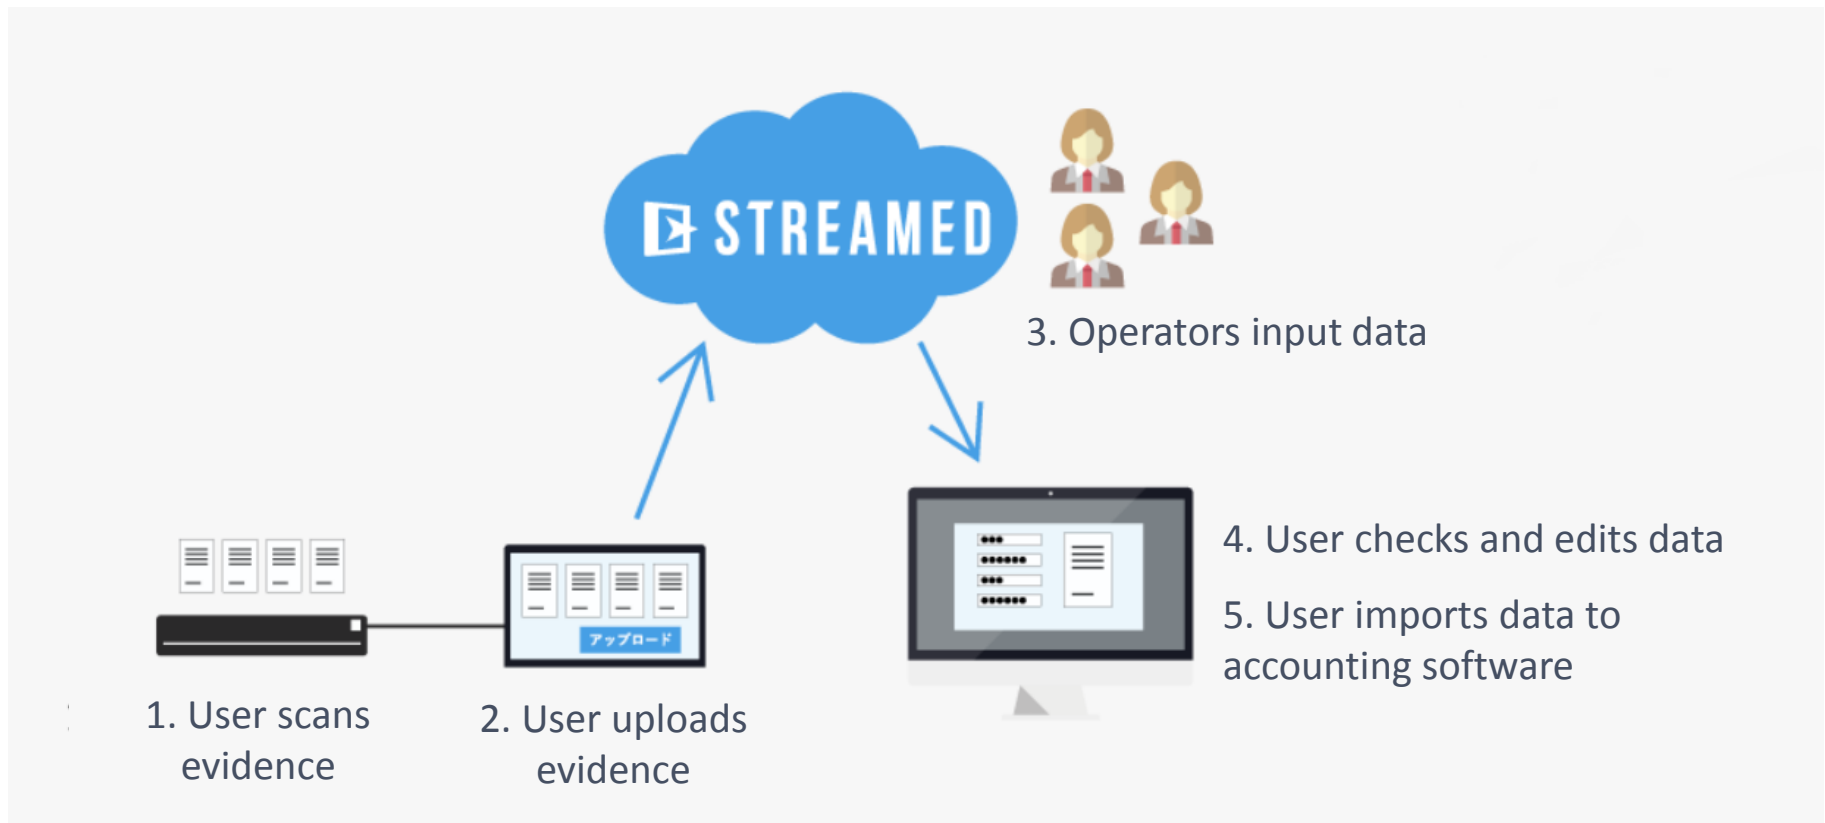 STREAMED
3. Operators input data
アップロード
1. User scans
evidence
2. User uploads
evidence
4. User checks and edits data
5. User imports data to
accounting software